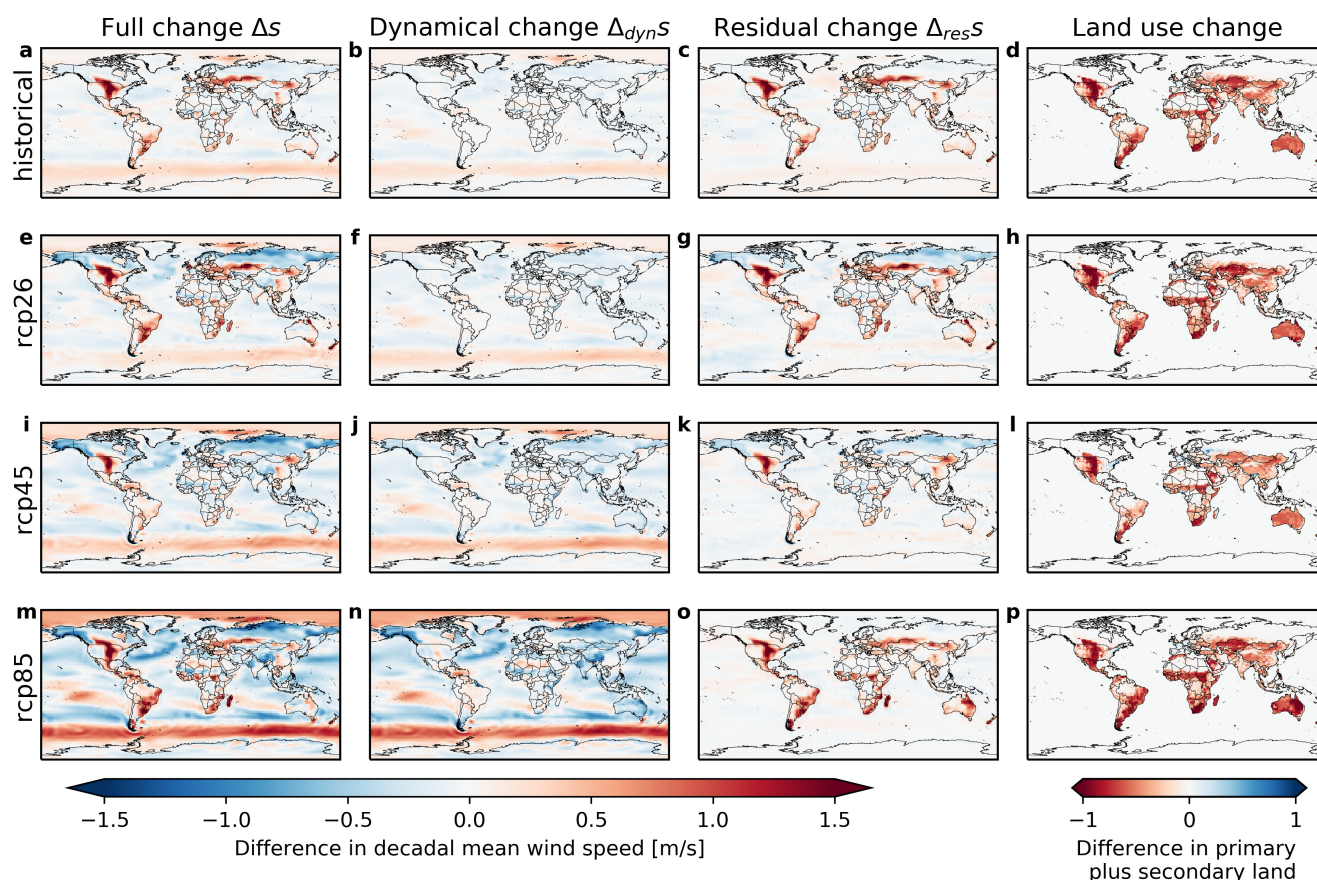 Full change Δs
Dynamical change Δdyns
Residual change Δress
Land use change
a
b
c
d
historical
e
f
g
h
rcp26
i
j
k
l
rcp45
m
n
o
p
rcp85
−1.5 −1.0 −0.5 0.0 0.5 1.0 1.5
Difference in decadal mean wind speed [m/s]
−1 0 1
Difference in primary
plus secondary land